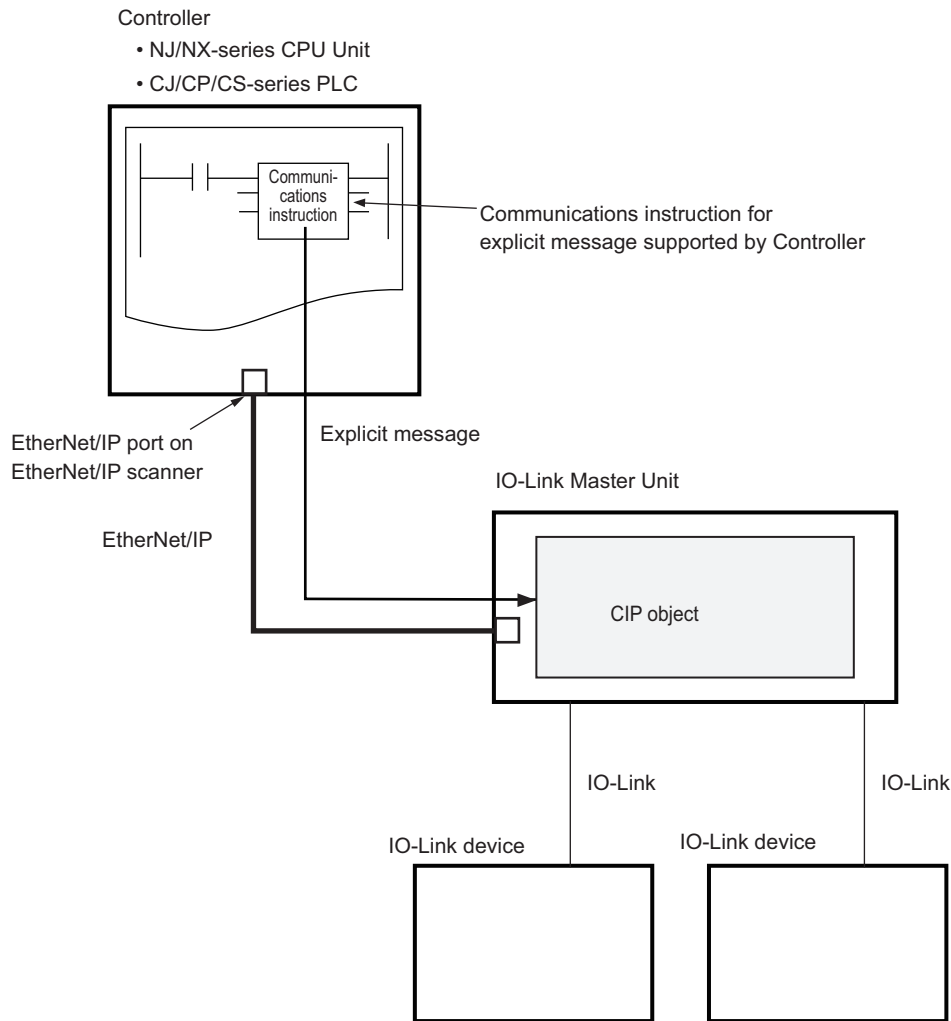 Controller
• NJ/NX-series CPU Unit
• CJ/CP/CS-series PLC
Communi-
cations
instruction
Communications instruction for
explicit message supported by Controller
EtherNet/IP port on
EtherNet/IP scanner
Explicit message
IO-Link Master Unit
EtherNet/IP
CIP object
IO-Link
IO-Link
IO-Link device
IO-Link device